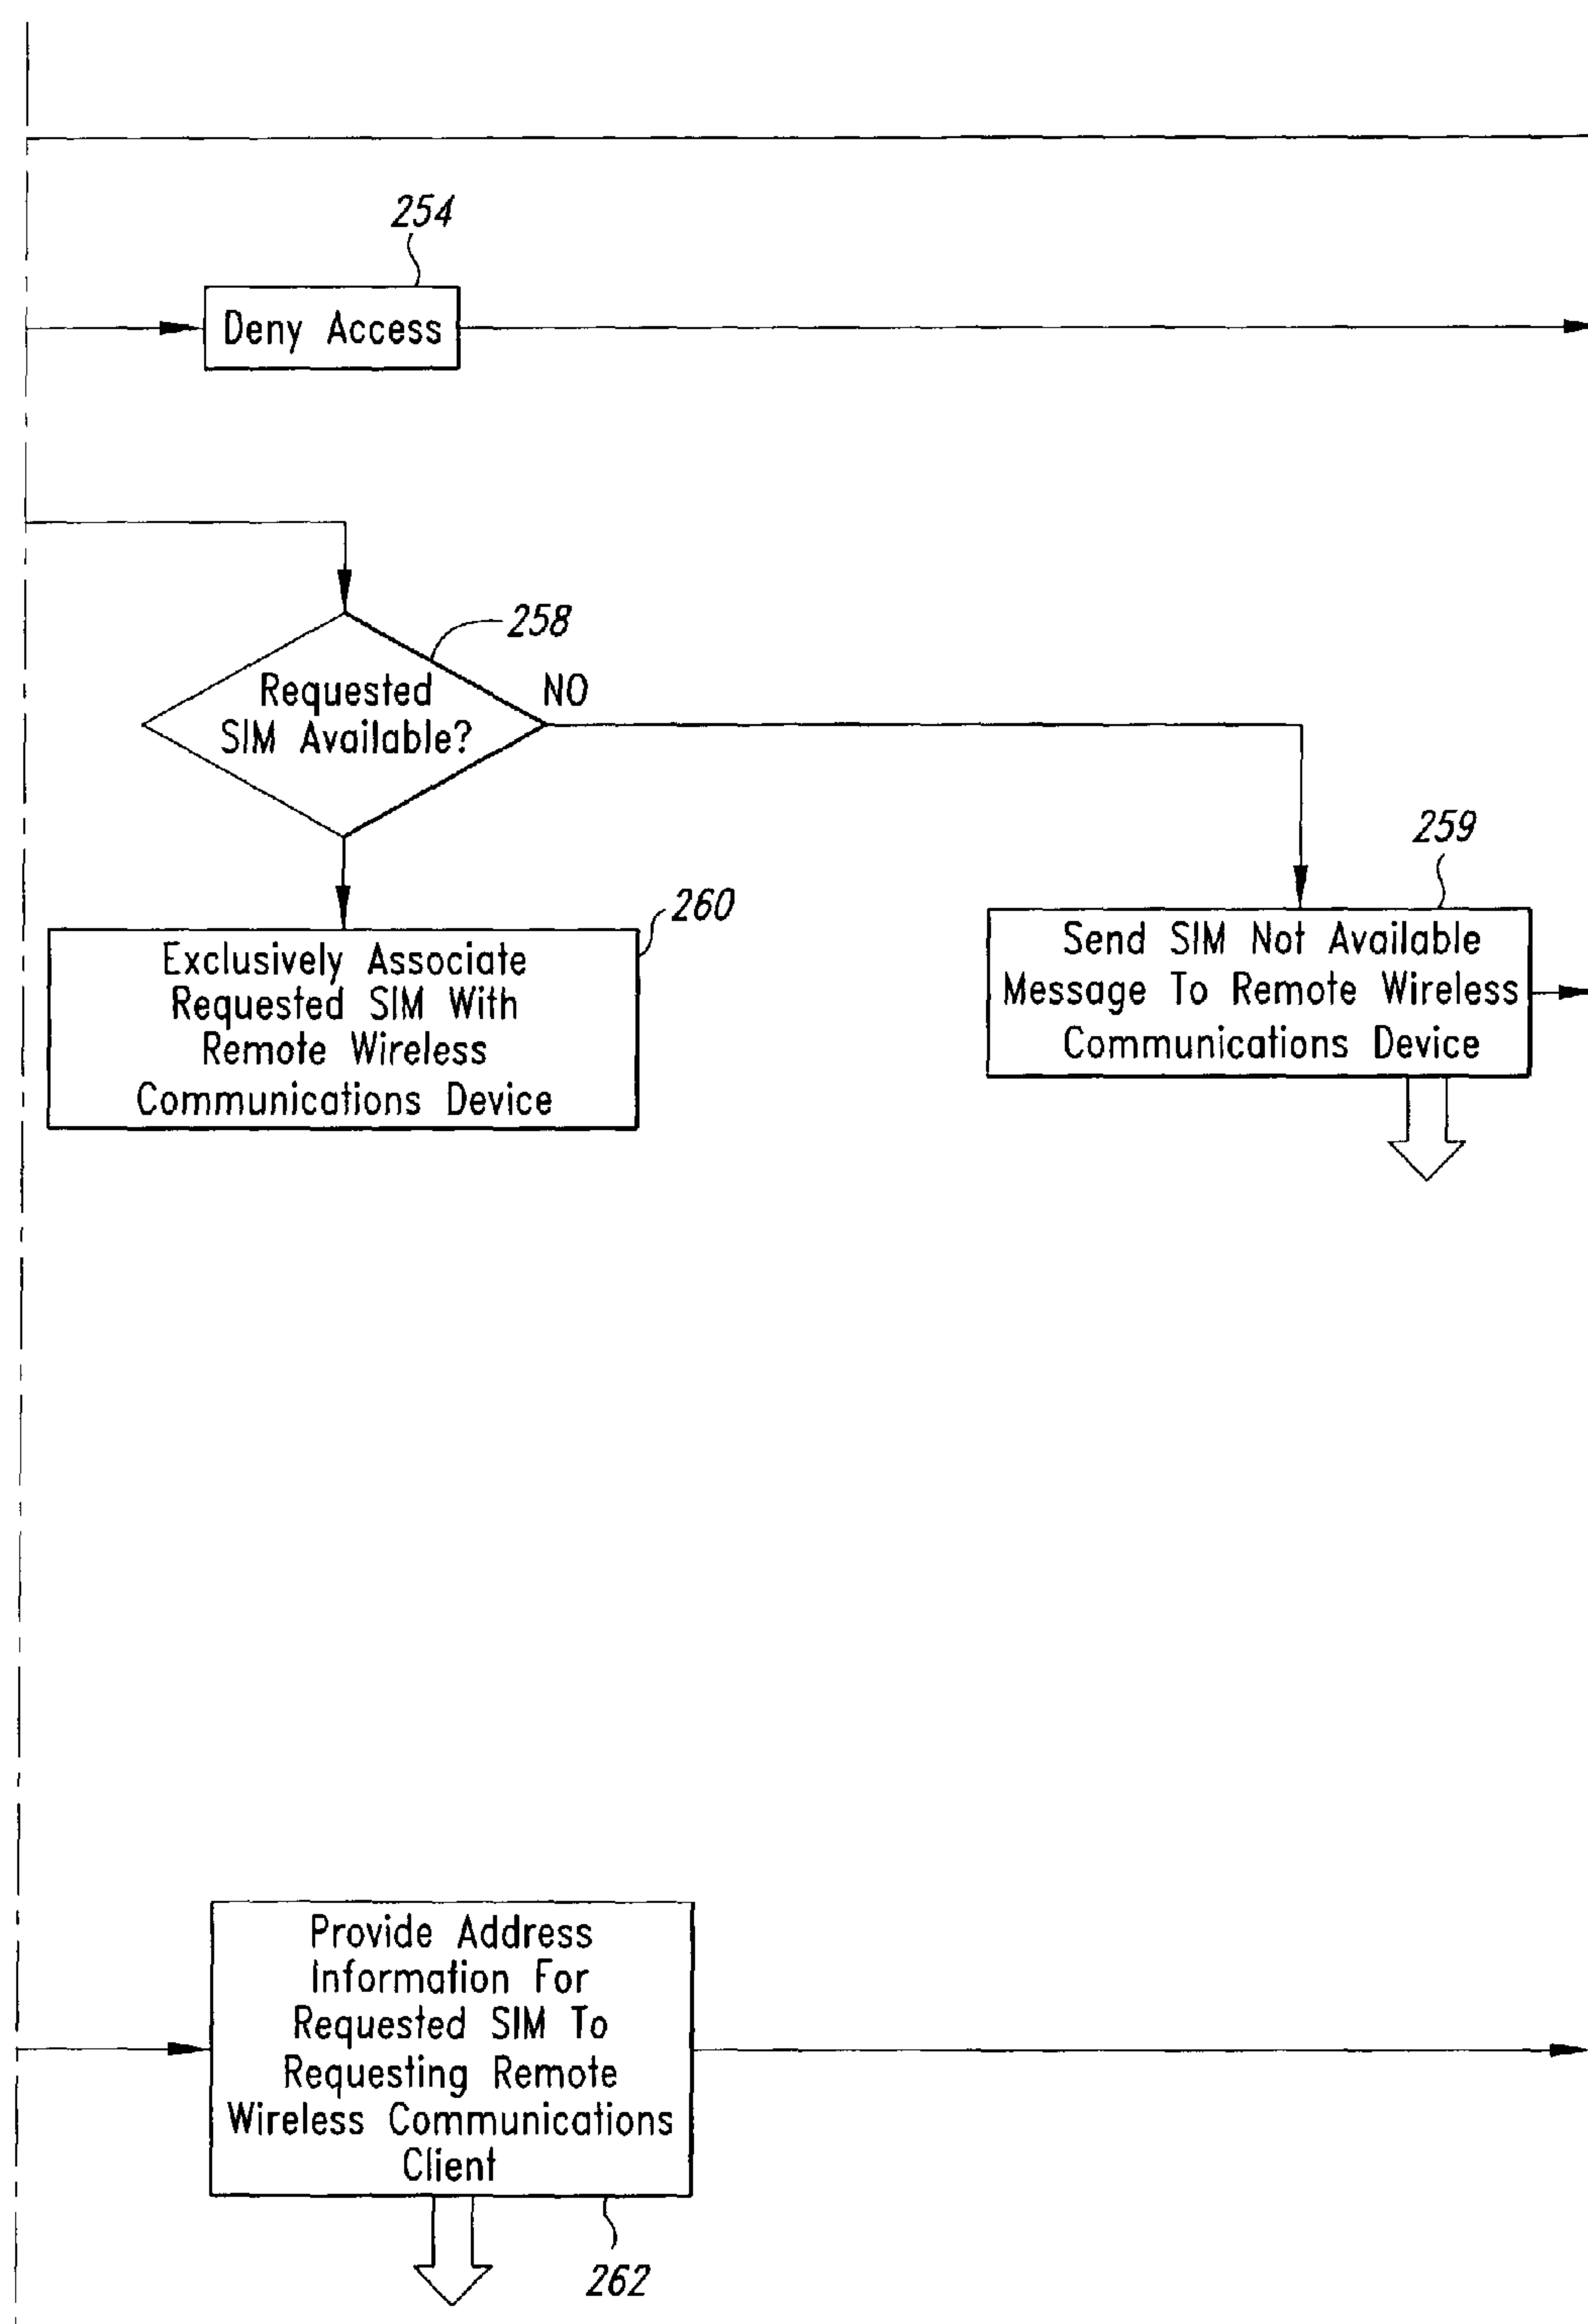 254
Deny Access
258
Requested
SIM Available?
NO
259
260
Exclusively Associate
Requested SIM With
Remote Wireless
Communications Device
Send SIM Not Available
Message To Remote Wireless
Communications Device
Provide Address
Information For
Requested SIM To
Requesting Remote
Wireless Communications
Client
262